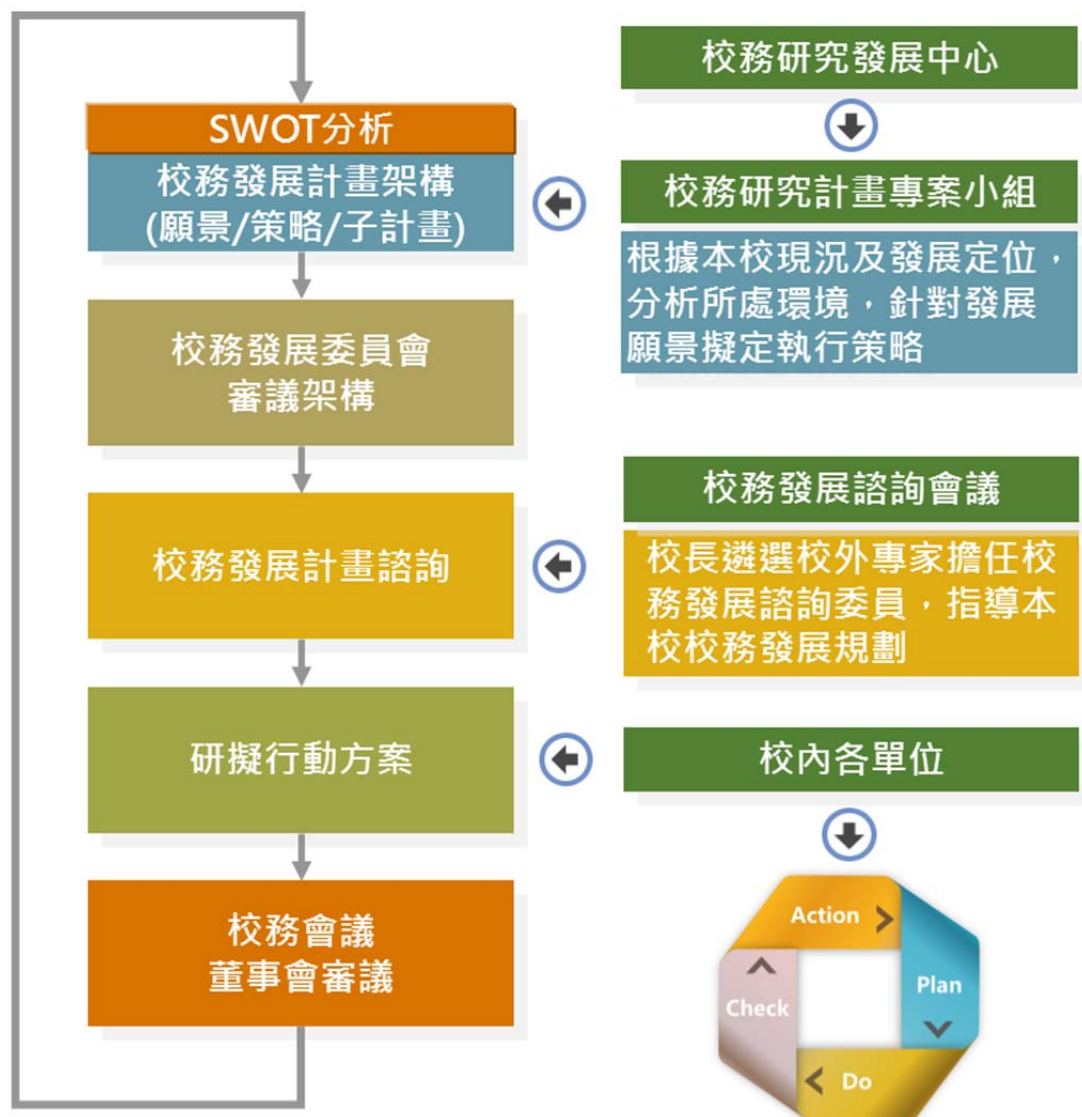 SWOT分析
校務發展計畫架構
(願景/策略/子計畫)
校務發展委員會
審議架構
校務發展計畫諮詢
研擬行動方案
校務會議
董事會審議
校務研究發展中心
校務研究計畫專案小組
根據本校現況及發展定位，
分析所處環境，針對發展
願景擬定執行策略
校務發展諮詢會議
校長遴選校外專家擔任校
務發展諮詢委員，指導本
校校務發展規劃
校內各單位
Action
Plan
Check
Do